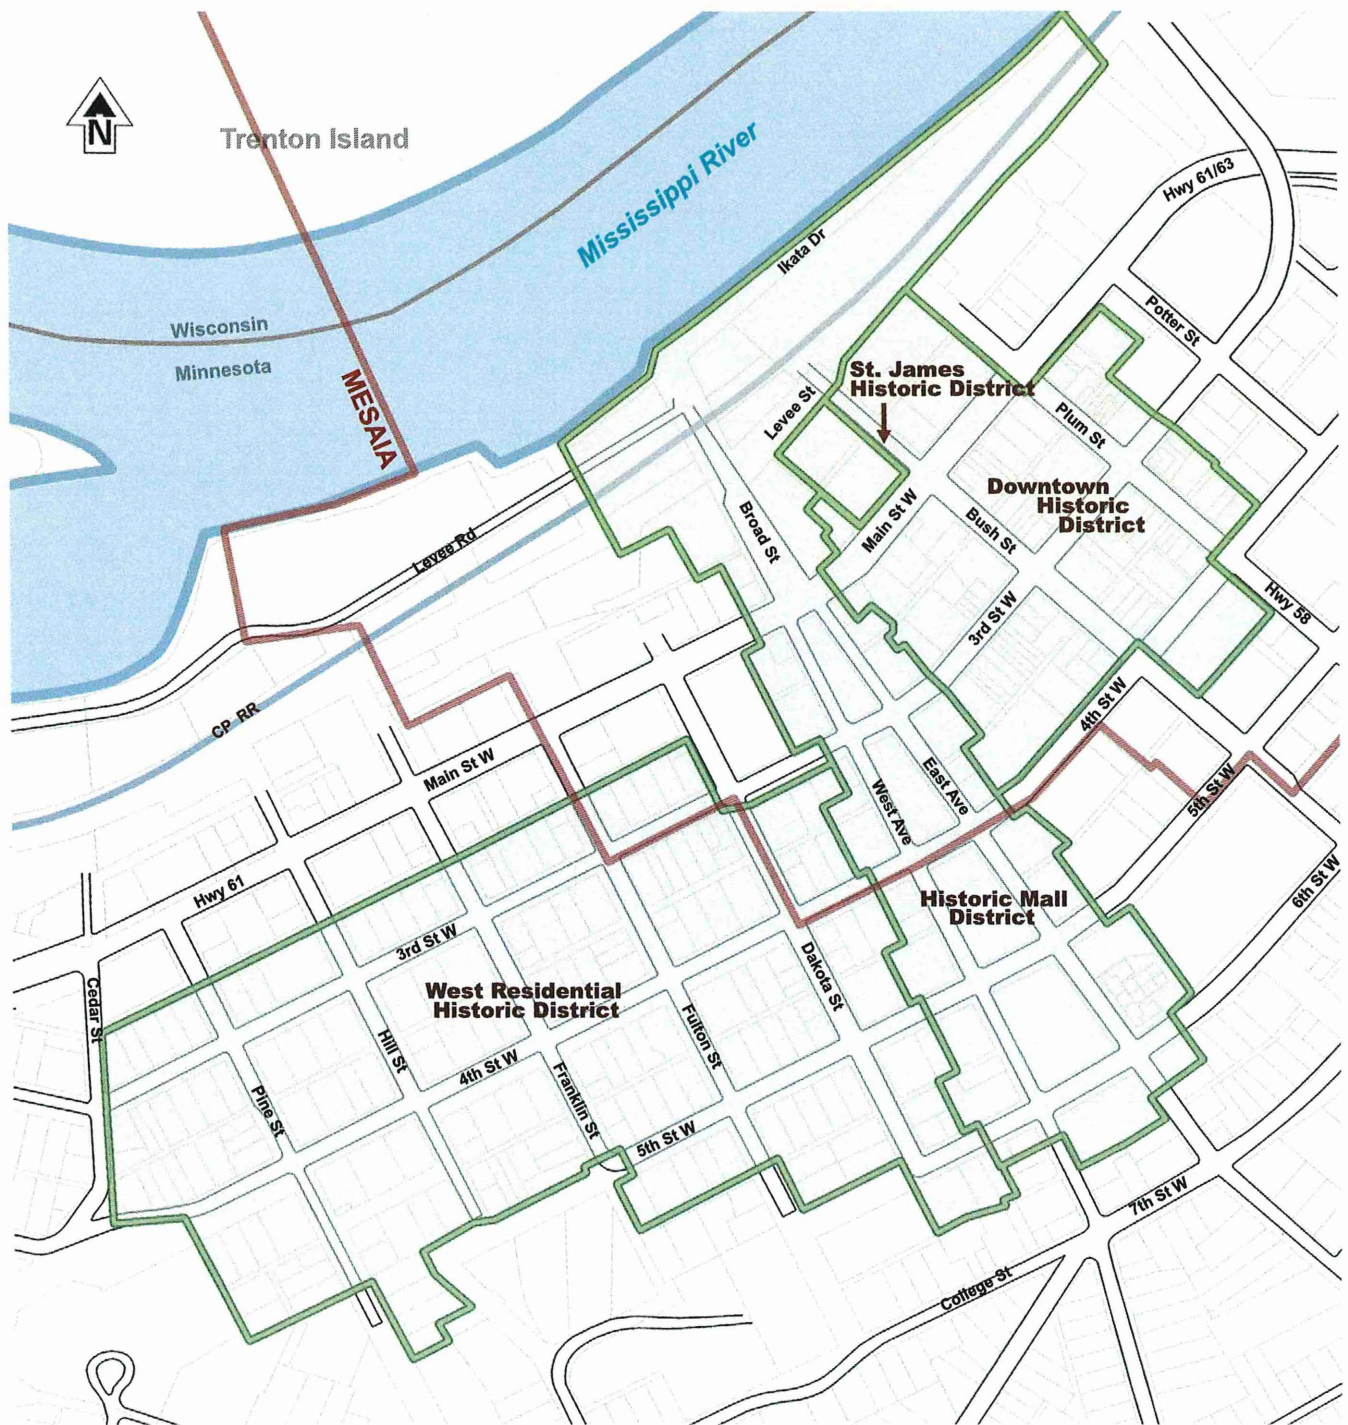 N
Trenton Island
Mississippi River
Hwy 61/63
Ikata Dr
Wisconsin
Minnesota
Potter St
MESAIA
St. James
Historic District
Levee St
Plum St
Downtown
Historic
District
Main St W
Broad St
Bush St
Levee Rd
Hwy 58
3rd St W
4th St W
CP RR
Main St W
East Ave
West Ave
5th St W
Hwy 61
6th St W
Historic Mall
District
3rd St W
Cedar St
West Residential
Historic District
Dakota St
Hill St
Fulton St
4th St W
Franklin St
Pine St
5th St W
7th St W
College St